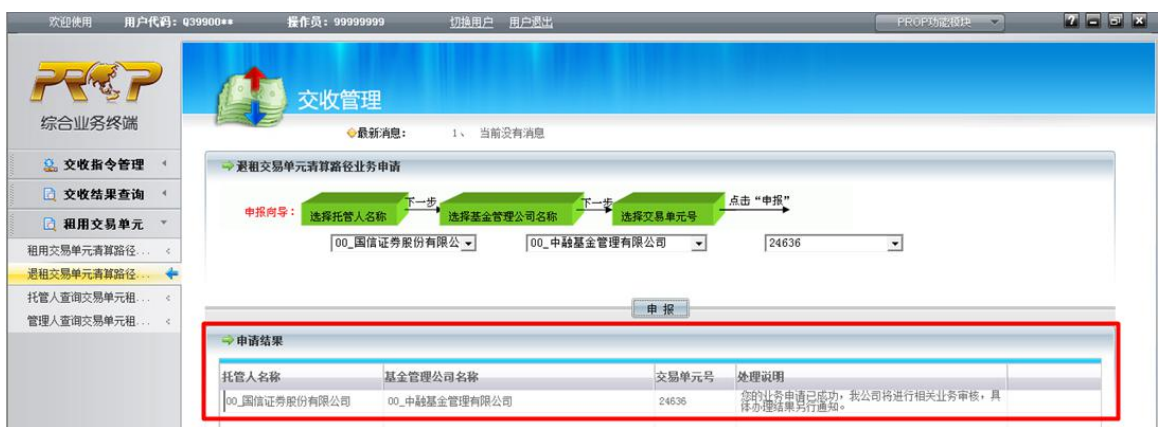 欢迎使用 用户代码: Q39900** 操作员: 99999999 切换用户 用户退出 PROP功能模块
PROP
综合业务终端
交收管理
最新消息: 1、 当前没有消息
交收指令管理
交收结果查询
租用交易单元
租用交易单元清算路径...
退租交易单元清算路径...
托管人查询交易单元租...
管理人查询交易单元租...
退租交易单元清算路径业务申请
申报向导: 选择托管人名称 下一步 选择基金管理公司名称 下一步 选择交易单元号 点击“申报”
00_国信证券股份有限公 00_中融基金管理有限公司 24636
申 报
申请结果
托管人名称 基金管理公司名称 交易单元号 处理说明
00_国信证券股份有限公司 00_中融基金管理有限公司 24636 您的业务申请已成功，我公司将进行相关业务审核，具
体办理结果另行通知。